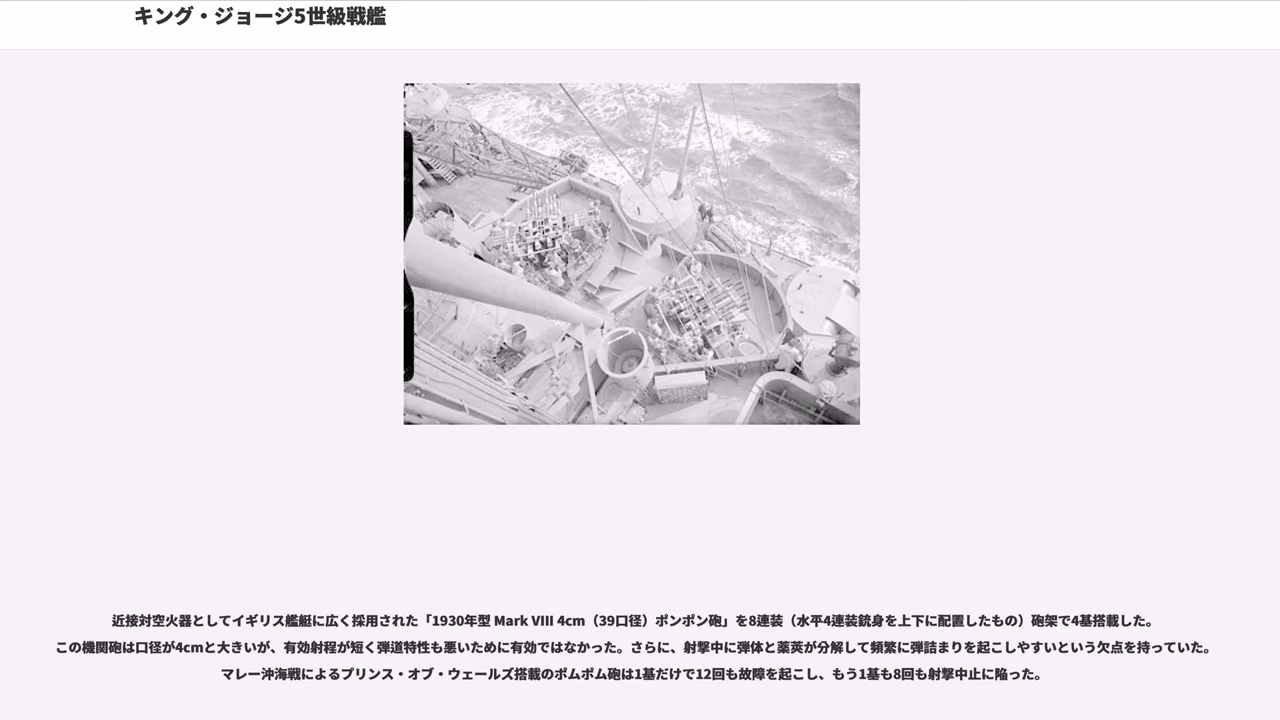 キング・ジョージ5世級戦艦
近接対空火器としてイギリス艦艇に広く採用された「1930年型 Mark VIII 4cm（39口径）ポンポン砲」を8連装（水平4連装銃身を上下に配置したもの）砲架で4基搭載した。
この機関砲は口径が4cmと大きいが、有効射程が短く弾道特性も悪いために有効ではなかった。さらに、射撃中に弾体と薬莢が分解して頻繁に弾詰まりを起こしやすいという欠点を持っていた。
マレー沖海戦によるプリンス・オブ・ウェールズ搭載のポムポム砲は1基だけで12回も故障を起こし、もう1基も8回も射撃中止に陥った。